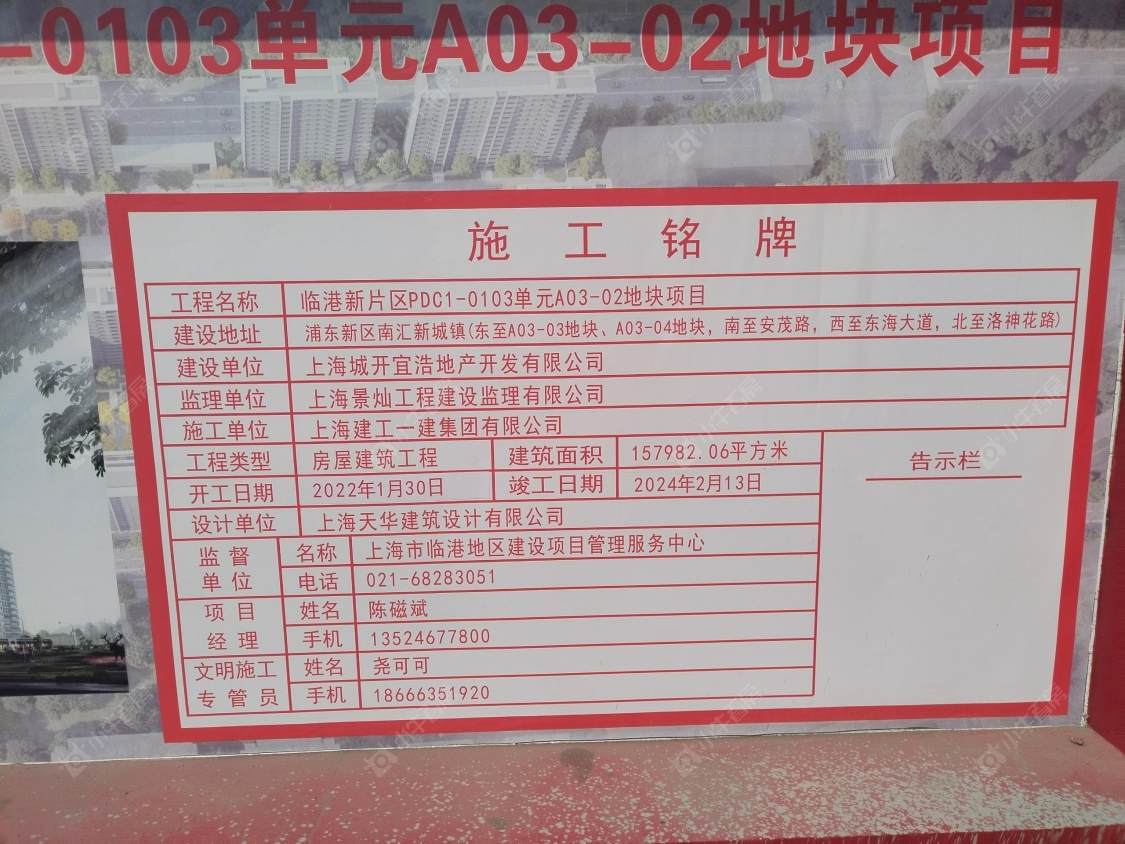 -0103单元A03-02地块项目
施工铭牌
工程名称 临港新片区PDC1-0103单元A03-02地块项目
建设地址 浦东新区南汇新城镇(东至A03-03地块、A03-04地块，南至安茂路，西至东海大道，北至洛神花路)
建设单位 上海城开宜浩地产开发有限公司
监理单位 上海景灿工程建设监理有限公司
施工单位 上海建工一建集团有限公司
工程类型 房屋建筑工程 建筑面积 157982.06平方米
开工日期 2022年1月30日 竣工日期 2024年2月13日
告示栏
设计单位 上海天华建筑设计有限公司
监督单位 名称 上海市临港地区建设项目管理服务中心
电话 021-68283051
项目经理 姓名 陈磁斌
手机 13524677800
文明施工专管员 姓名 尧可可
手机 18666351920